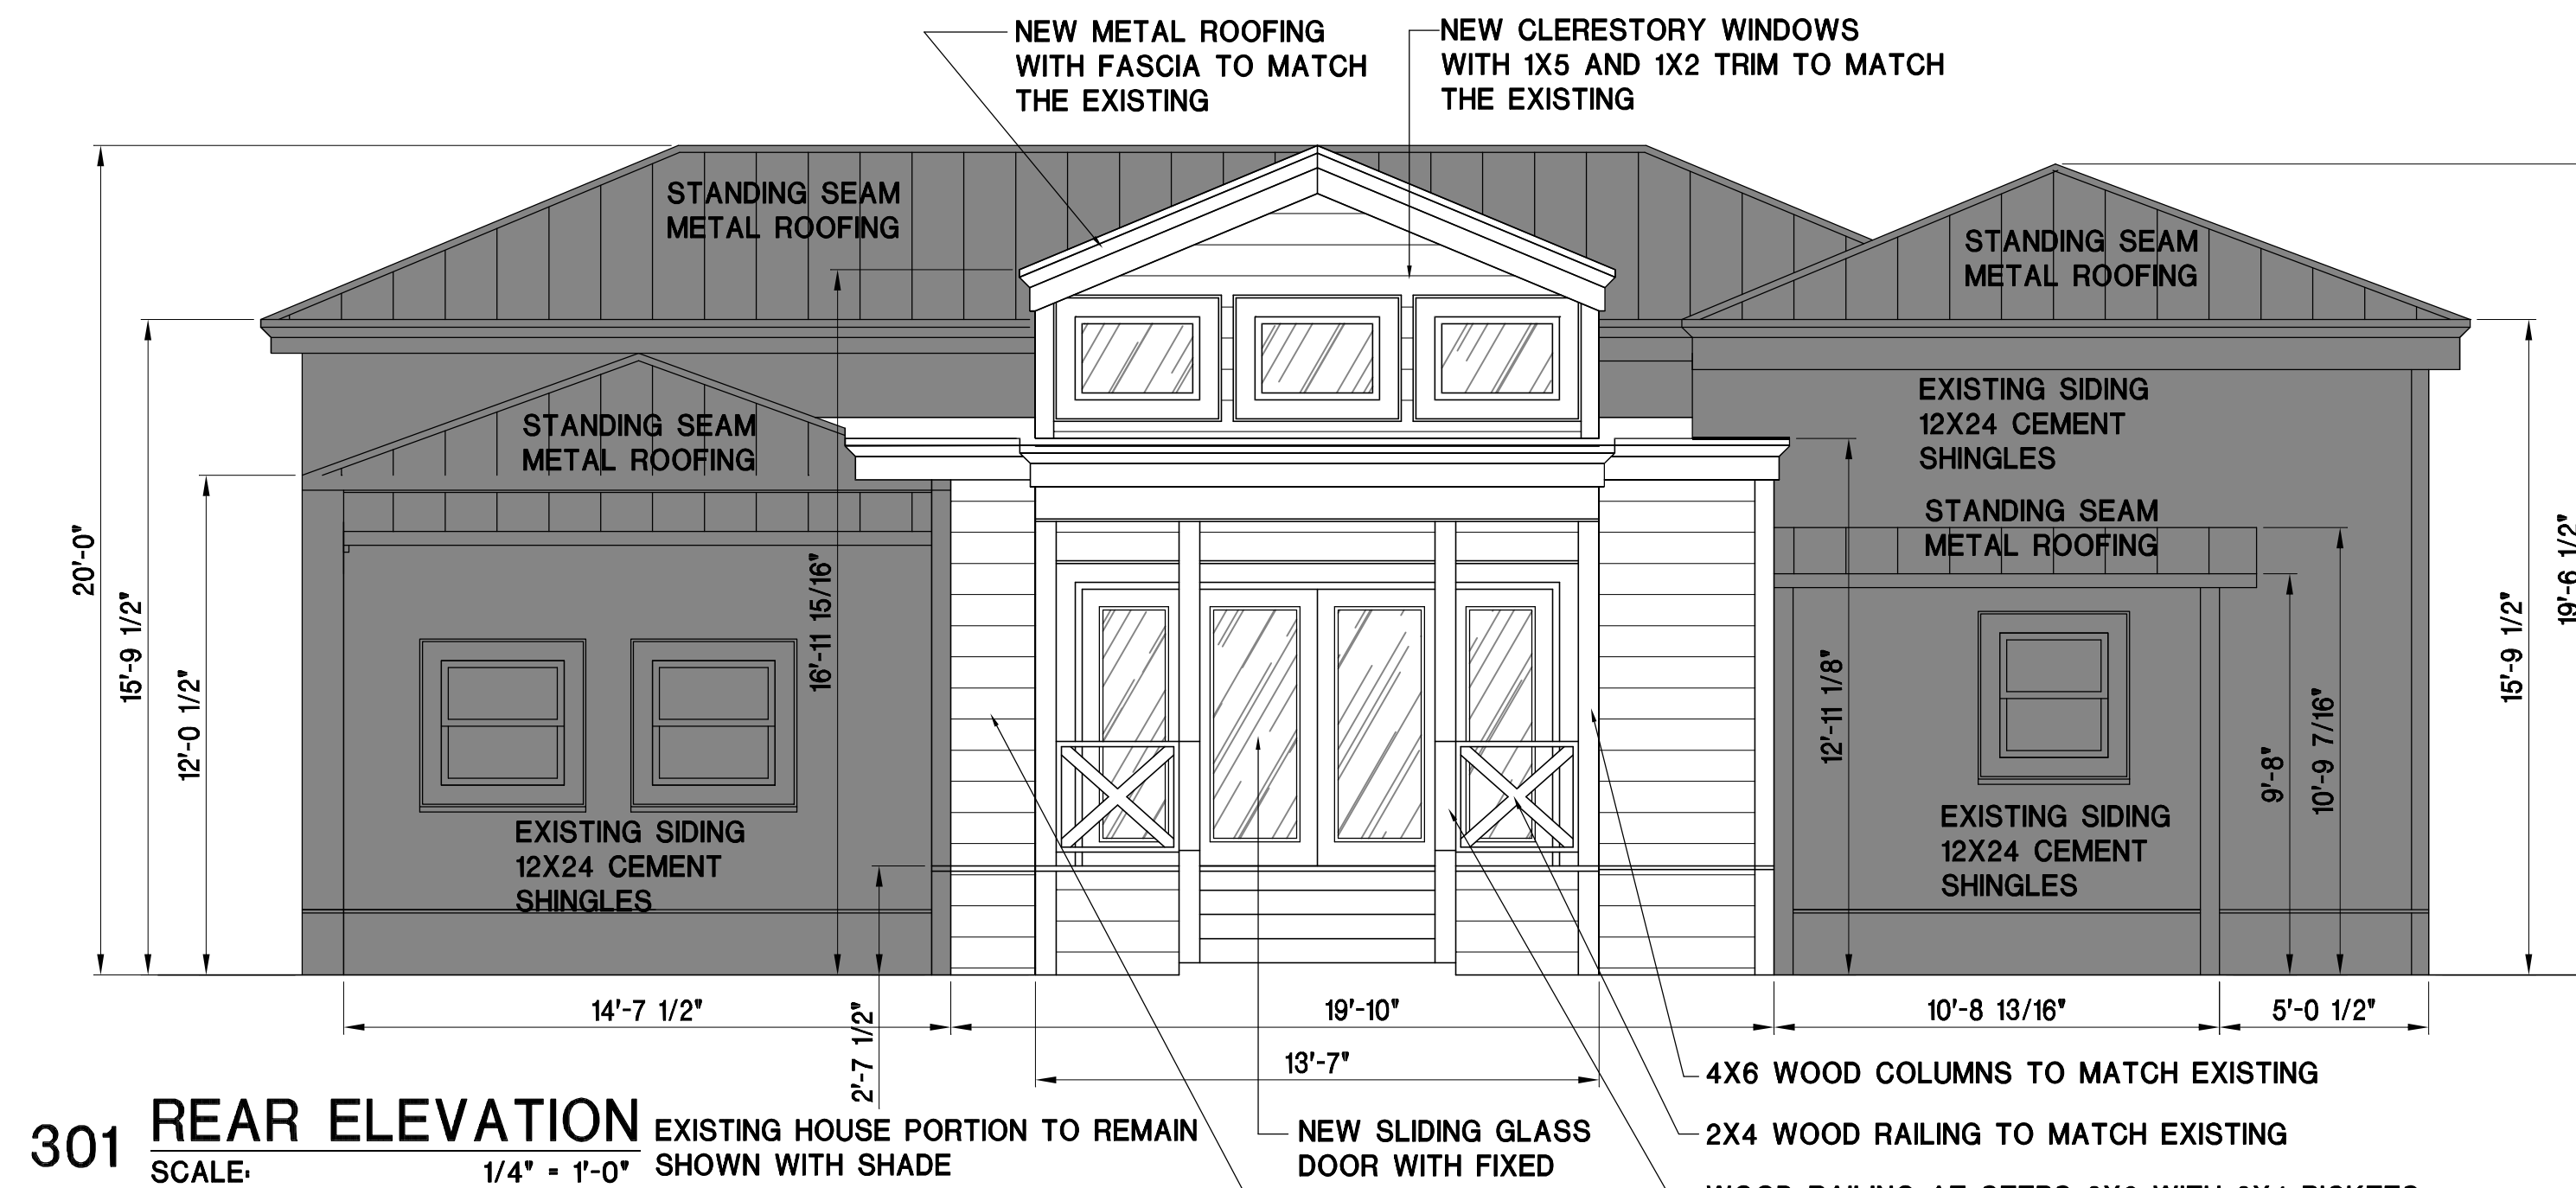 NEW METAL ROOFING
WITH FASCIA TO MATCH
THE EXISTING
NEW CLERESTORY WINDOWS
WITH 1X5 AND 1X2 TRIM TO MATCH
THE EXISTING
STANDING SEAM
METAL ROOFING
STANDING SEAM
METAL ROOFING
STANDING SEAM
METAL ROOFING
EXISTING SIDING
12X24 CEMENT
SHINGLES
STANDING SEAM
METAL ROOFING
20'-0"
15'-9 1/2"
12'-0 1/2"
16'-11 15/16"
12'-11 1/8"
9'-8"
10'-9 7/16"
15'-9 1/2"
19'-6 1/2"
EXISTING SIDING
12X24 CEMENT
SHINGLES
EXISTING SIDING
12X24 CEMENT
SHINGLES
14'-7 1/2"
2'-7 1/2"
19'-10"
10'-8 13/16"
5'-0 1/2"
13'-7"
4X6 WOOD COLUMNS TO MATCH EXISTING
2X4 WOOD RAILING TO MATCH EXISTING
301 REAR ELEVATION
SCALE: 1/4" = 1'-0"
EXISTING HOUSE PORTION TO REMAIN
SHOWN WITH SHADE
NEW SLIDING GLASS
DOOR WITH FIXED